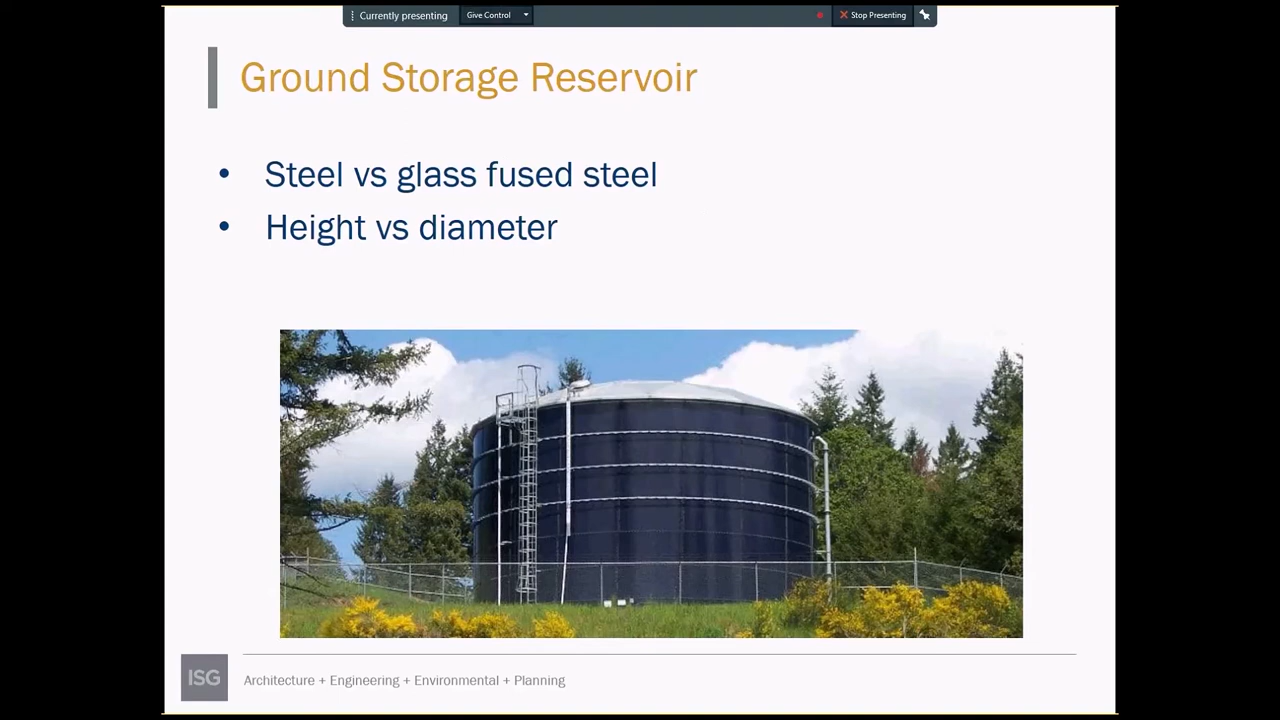 Currently presenting Give Control Stop Presenting
Ground Storage Reservoir
• Steel vs glass fused steel
• Height vs diameter
ISG Architecture + Engineering + Environmental + Planning